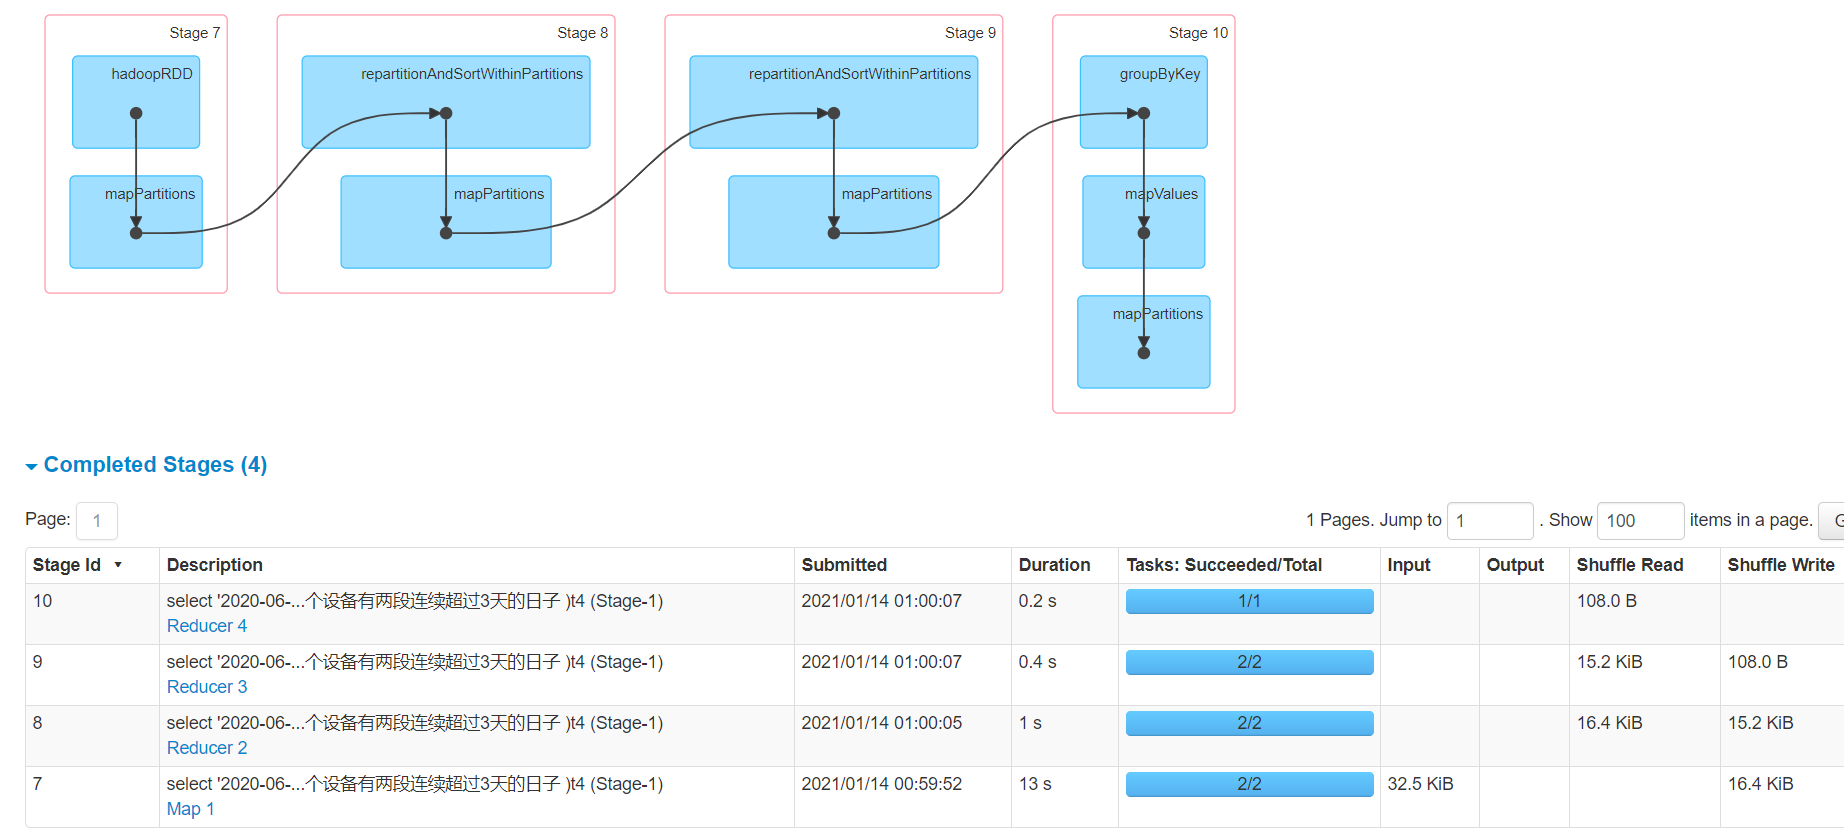 Stage 7
hadoopRDD
mapPartitions
Stage 8
repartitionAndSortWithinPartitions
mapPartitions
Stage 9
repartitionAndSortWithinPartitions
mapPartitions
Stage 10
groupByKey
mapValues
mapPartitions
Completed Stages (4)
Page: 1
1 Pages. Jump to 1 . Show 100 items in a page.
Stage Id Description Submitted Duration Tasks: Succeeded/Total Input Output Shuffle Read Shuffle Write
10 select '2020-06-...个设备有两段连续超过3天的日子 )t4 (Stage-1) 2021/01/14 01:00:07 0.2 s 1/1 108.0 B
Reducer 4
9 select '2020-06-...个设备有两段连续超过3天的日子 )t4 (Stage-1) 2021/01/14 01:00:07 0.4 s 2/2 15.2 KiB 108.0 B
Reducer 3
8 select '2020-06-...个设备有两段连续超过3天的日子 )t4 (Stage-1) 2021/01/14 01:00:05 1 s 2/2 16.4 KiB 15.2 KiB
Reducer 2
7 select '2020-06-...个设备有两段连续超过3天的日子 )t4 (Stage-1) 2021/01/14 00:59:52 13 s 2/2 32.5 KiB 16.4 KiB
Map 1